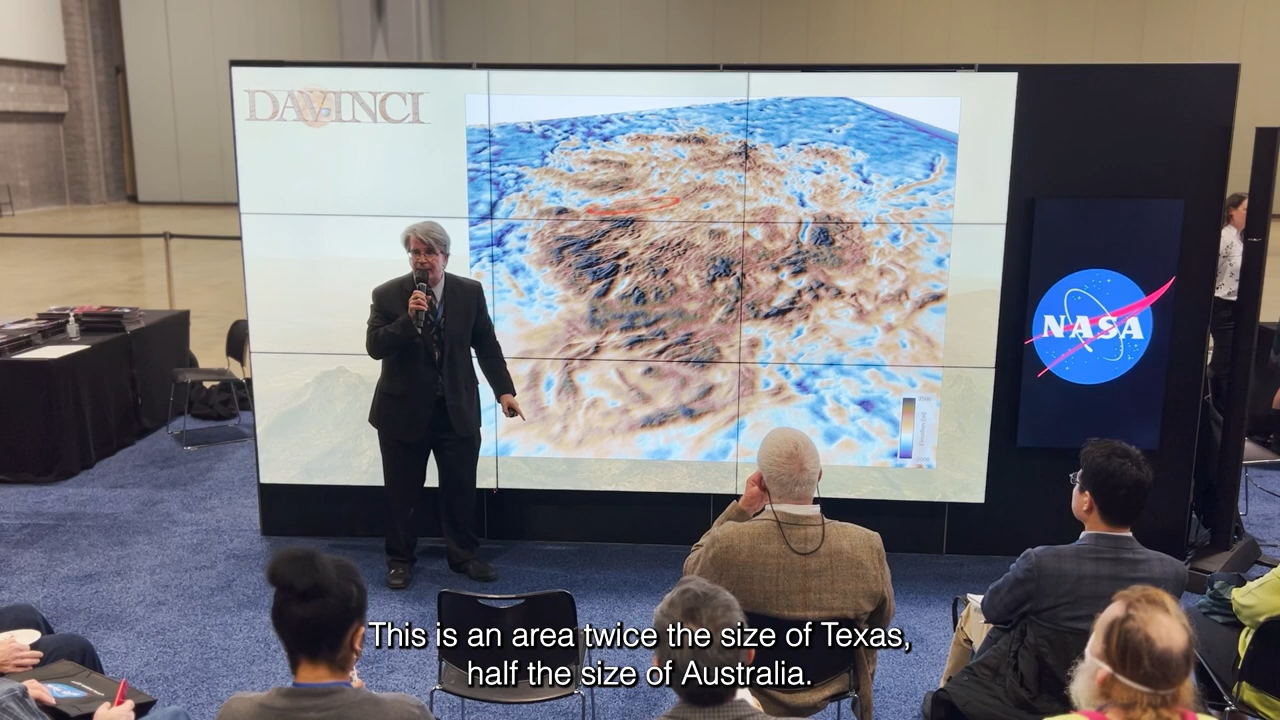 DAVINCI
NASA
This is an area twice the size of Texas,
half the size of Australia.